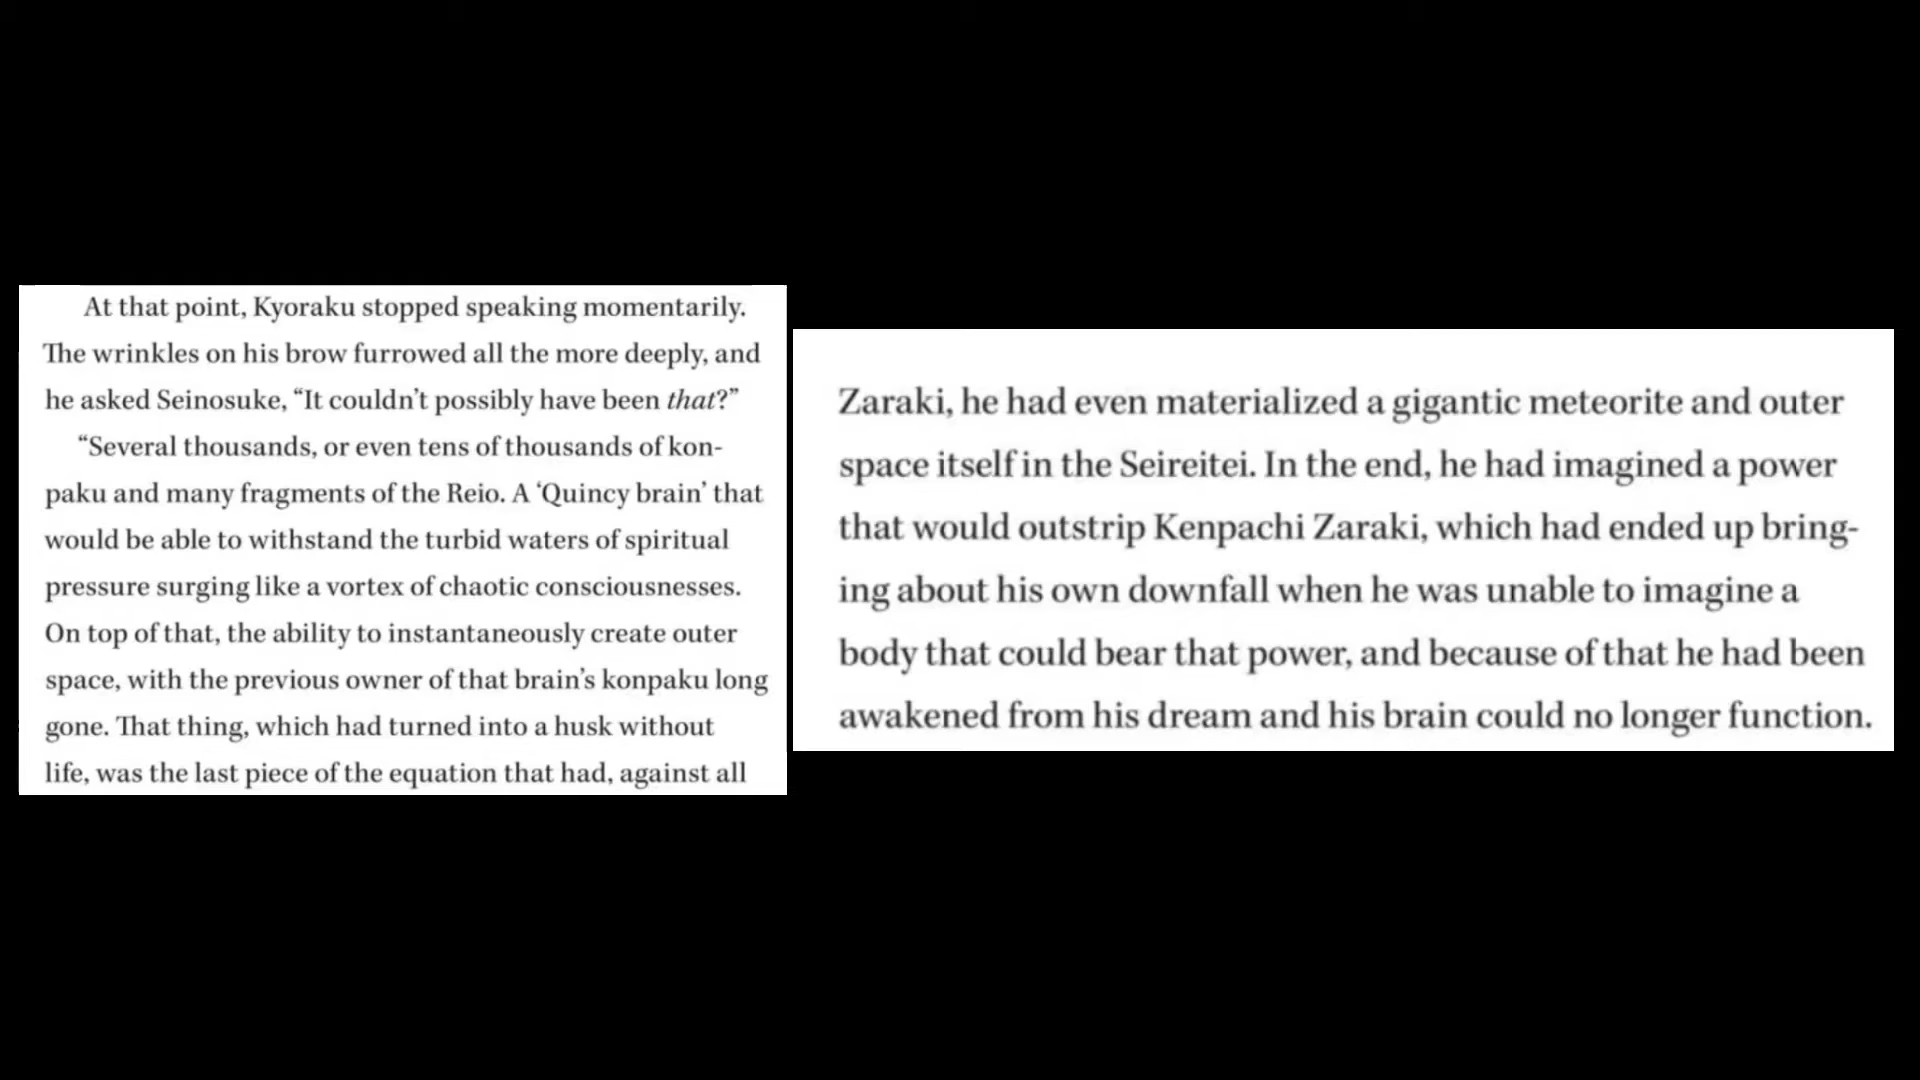 At that point, Kyoraku stopped speaking momentarily.
The wrinkles on his brow furrowed all the more deeply, and
he asked Seinosuke, “It couldn’t possibly have been that?”
“Several thousands, or even tens of thousands of kon-
paku and many fragments of the Reio. A ‘Quincy brain’ that
would be able to withstand the turbid waters of spiritual
pressure surging like a vortex of chaotic consciousnesses.
On top of that, the ability to instantaneously create outer
space, with the previous owner of that brain’s konpaku long
gone. That thing, which had turned into a husk without
life, was the last piece of the equation that had, against all
Zaraki, he had even materialized a gigantic meteorite and outer
space itself in the Seireitei. In the end, he had imagined a power
that would outstrip Kenpachi Zaraki, which had ended up bring-
ing about his own downfall when he was unable to imagine a
body that could bear that power, and because of that he had been
awakened from his dream and his brain could no longer function.